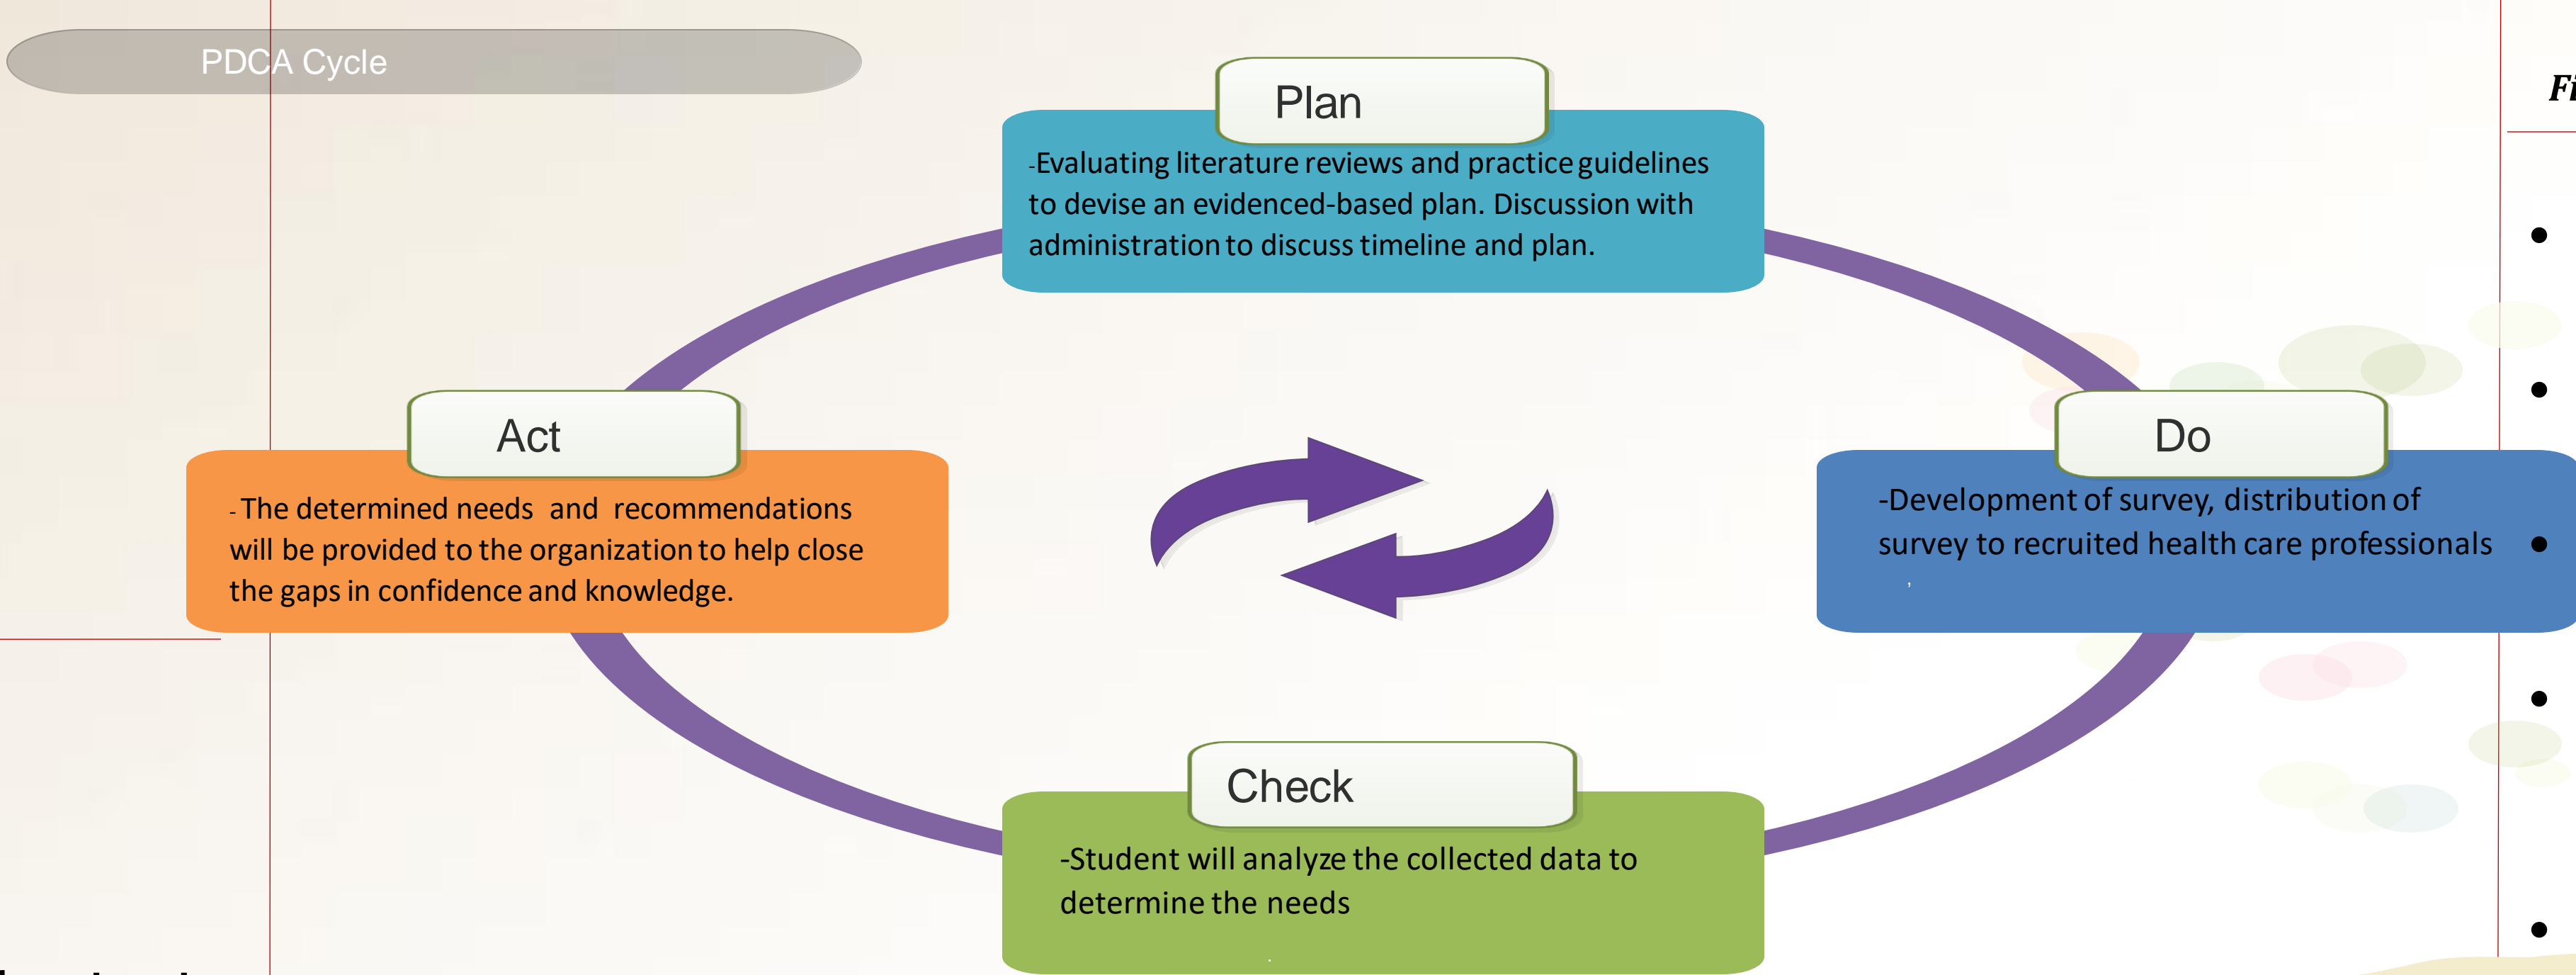 PDCA Cycle
Plan
-Evaluating literature reviews and practice guidelines
to devise an evidenced-based plan. Discussion with
administration to discuss timeline and plan.
Act
- The determined needs and recommendations
will be provided to the organization to help close
the gaps in confidence and knowledge.
Do
-Development of survey, distribution of
survey to recruited health care professionals
,
Check
-Student will analyze the collected data to
determine the needs
.